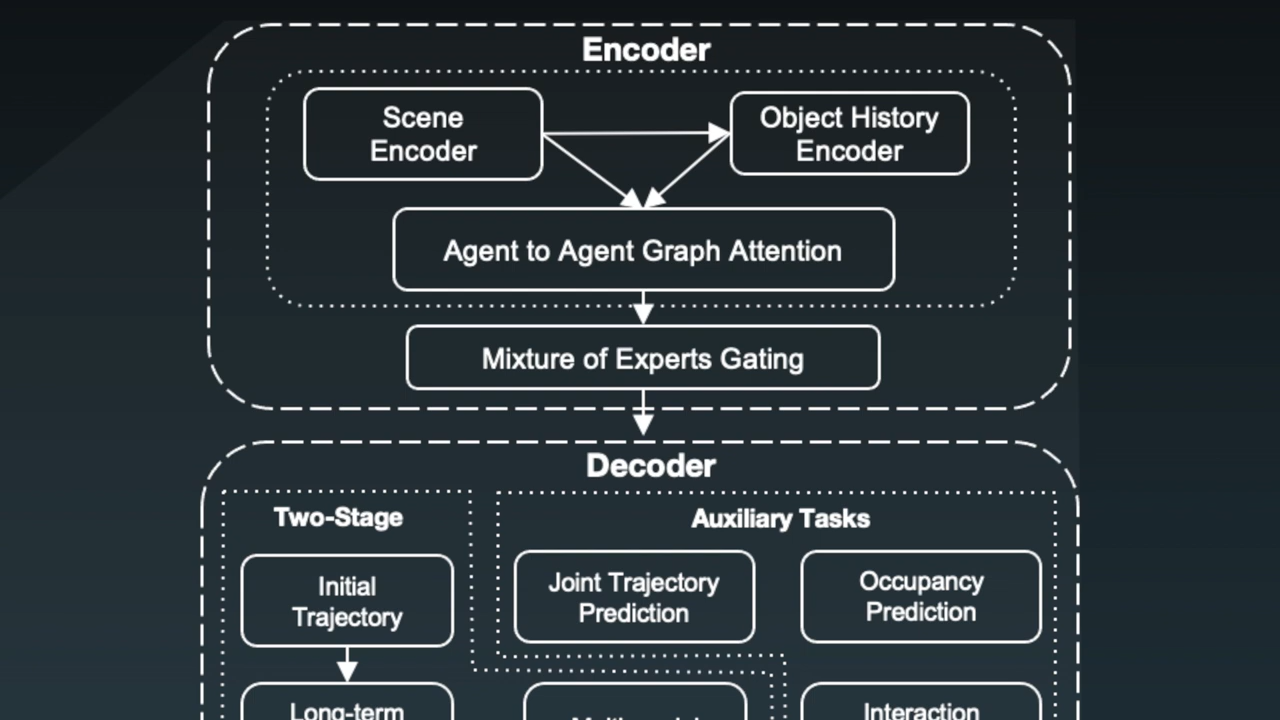 Encoder
Scene
Encoder
Object History
Encoder
Agent to Agent Graph Attention
Mixture of Experts Gating
Decoder
Two-Stage
Initial
Trajectory
Long-term
Auxiliary Tasks
Joint Trajectory
Prediction
Occupancy
Prediction
Interaction